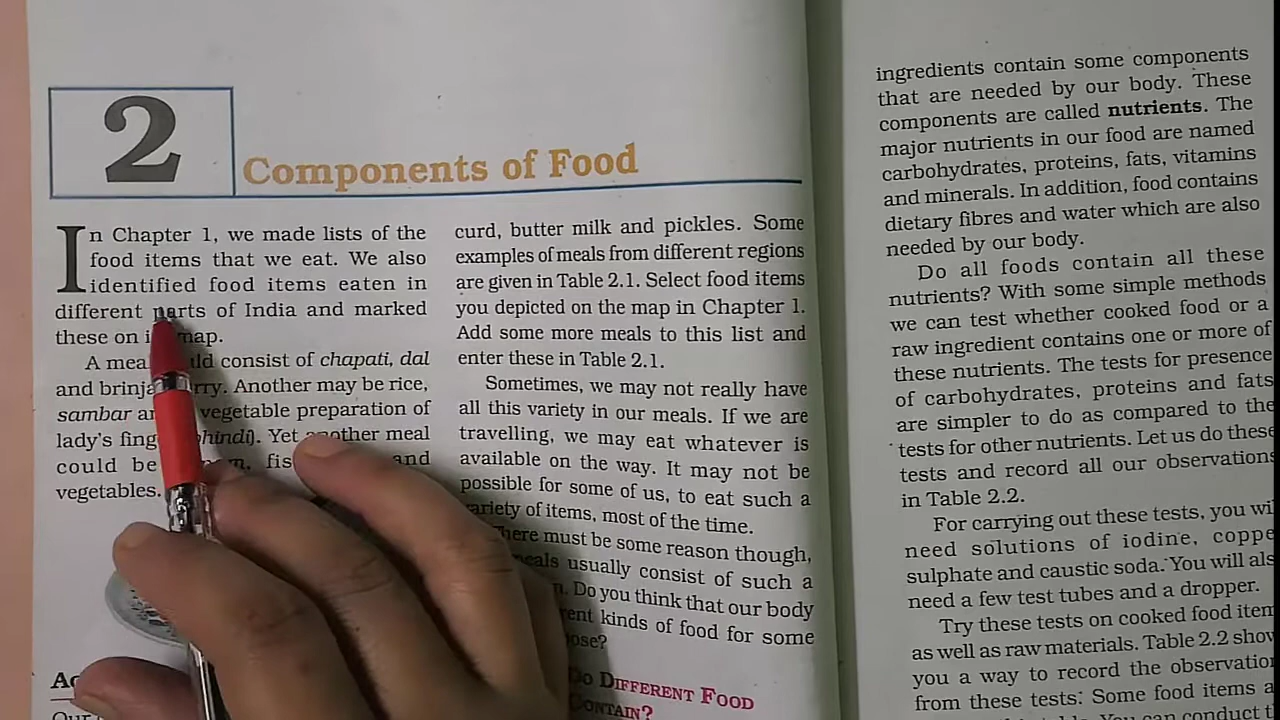 2
Components of Food
In Chapter 1, we made lists of the
food items that we eat. We also
identified food items eaten in
different parts of India and marked
these on map.
A could consist of chapati, dal
and Another may be rice,
sambar vegetable preparation of
lady's bhindi). Yet another meal
could be and
vegetables.
curd, butter milk and pickles. Some
examples of meals from different regions
are given in Table 2.1. Select food items
you depicted on the map in Chapter 1.
Add some more meals to this list and
enter these in Table 2.1.
Sometimes, we may not really have
all this variety in our meals. If we are
travelling, we may eat whatever is
available on the way. It may not be
possible for some of us, to eat such a
variety of items, most of the time.
There must be some reason though,
meals usually consist of such a
Do you think that our body
kinds of food for some
DIFFERENT FOOD
CONTAIN?
ingredients contain some components
that are needed by our body. These
components are called nutrients. The
major nutrients in our food are named
carbohydrates, proteins, fats, vitamins
and minerals. In addition, food contains
dietary fibres and water which are also
needed by our body.
Do all foods contain all these
nutrients? With some simple methods
we can test whether cooked food or a
raw ingredient contains one or more of
these nutrients. The tests for presence
of carbohydrates, proteins and fats
are simpler to do as compared to the
tests for other nutrients. Let us do these
tests and record all our observations
in Table 2.2.
For carrying out these tests, you
need solutions of iodine,
sulphate and caustic soda. You will
need a few test tubes and a dropper.
Try these tests on cooked food
as well as raw materials. Table 2.2
you a way to record the
from these tests. Some food items
You can conduct